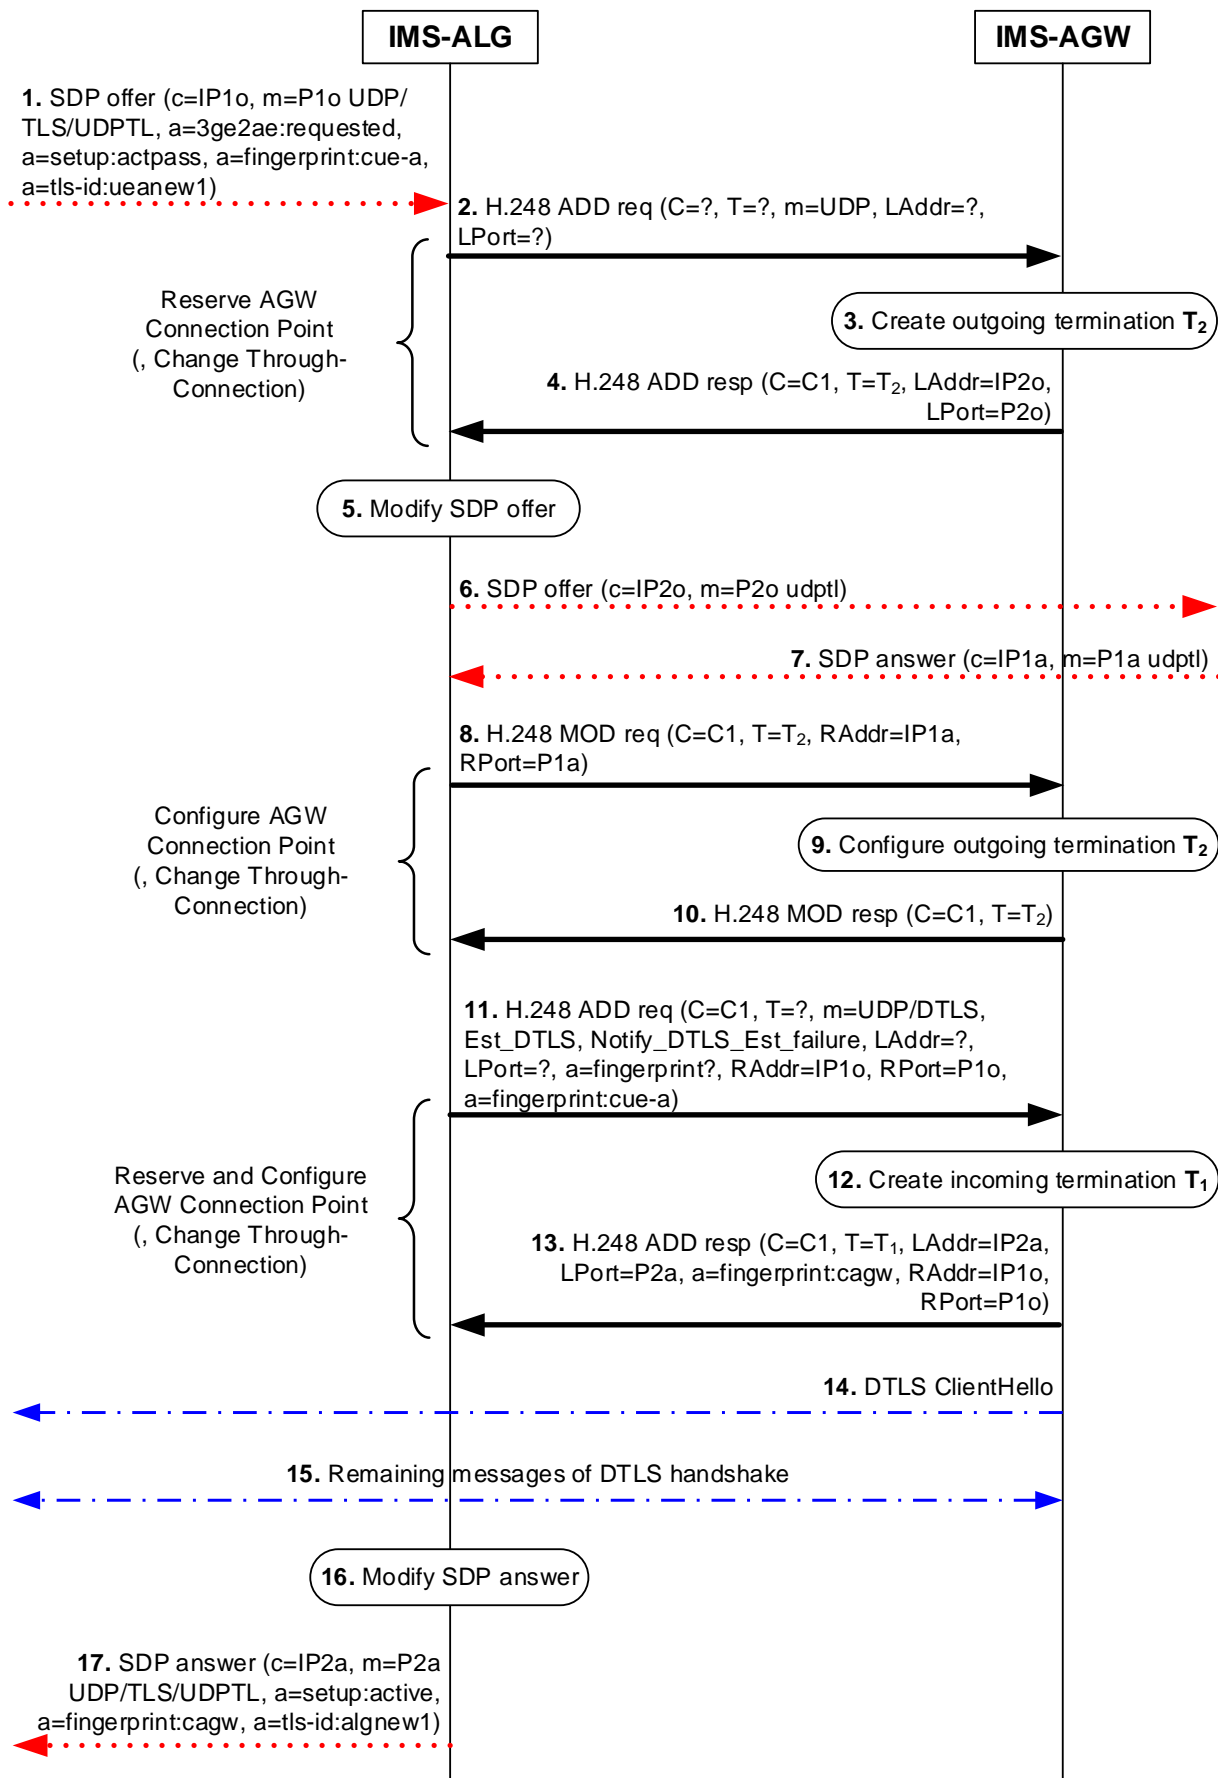 IMS-ALG
IMS-AGW
1. SDP offer (c=IP1o, m=P1o UDP/
TLS/UDPTL, a=3ge2ae:requested,
a=setup:actpass, a=fingerprint:cue-a,
a=tls-id:ueanew1)
2. H.248 ADD req (C=?, T=?, m=UDP, LAddr=?,
LPort=?)
Reserve AGW
Connection Point
(, Change Through-
Connection)
3. Create outgoing termination T2
4. H.248 ADD resp (C=C1, T=T2, LAddr=IP2o,
LPort=P2o)
5. Modify SDP offer
6. SDP offer (c=IP2o, m=P2o udptl)
7. SDP answer (c=IP1a, m=P1a udptl)
8. H.248 MOD req (C=C1, T=T2, RAddr=IP1a,
RPort=P1a)
Configure AGW
Connection Point
(, Change Through-
Connection)
9. Configure outgoing termination T2
10. H.248 MOD resp (C=C1, T=T2)
11. H.248 ADD req (C=C1, T=?, m=UDP/DTLS,
Est_DTLS, Notify_DTLS_Est_failure, LAddr=?,
LPort=?, a=fingerprint?, RAddr=IP1o, RPort=P1o,
a=fingerprint:cue-a)
Reserve and Configure
AGW Connection Point
(, Change Through-
Connection)
12. Create incoming termination T1
13. H.248 ADD resp (C=C1, T=T1, LAddr=IP2a,
LPort=P2a, a=fingerprint:cagw, RAddr=IP1o,
RPort=P1o)
14. DTLS ClientHello
15. Remaining messages of DTLS handshake
16. Modify SDP answer
17. SDP answer (c=IP2a, m=P2a
UDP/TLS/UDPTL, a=setup:active,
a=fingerprint:cagw, a=tls-id:algnew1)